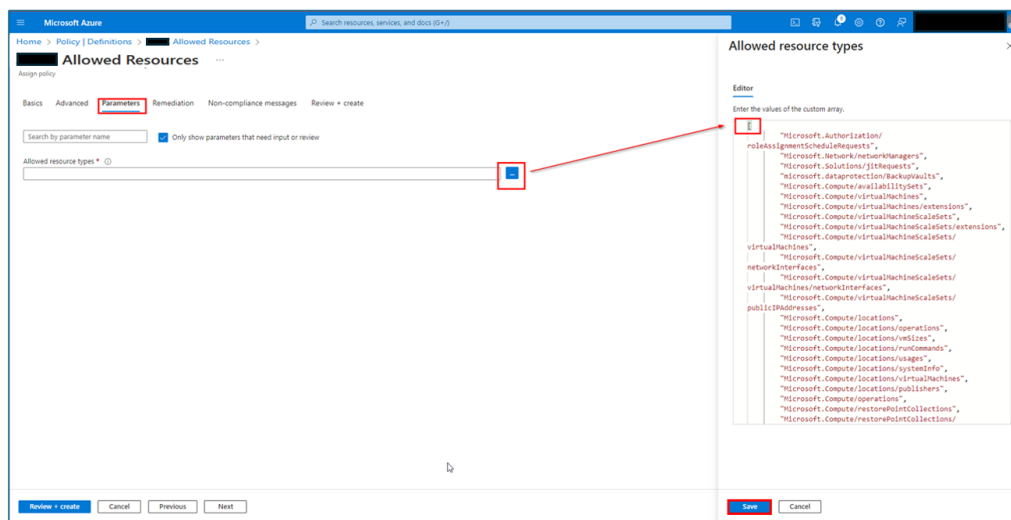 Microsoft Azure
Search resources, services, and docs (G+/)
Home > Policy | Definitions > Allowed Resources >
Allowed Resources ...
Assign policy
Basics Advanced Parameters Remediation Non-compliance messages Review + create
Search by parameter name
Only show parameters that need input or review
Allowed resource types *
...
Review + create Cancel Previous Next
Allowed resource types
Editor
Enter the values of the custom array.
[
"Microsoft.Authorization/
roleAssignmentScheduleRequests",
"Microsoft.Network/networkManagers",
"Microsoft.Solutions/jitRequests",
"microsoft.dataprotection/BackupVaults",
"Microsoft.Compute/availabilitySets",
"Microsoft.Compute/virtualMachines",
"Microsoft.Compute/virtualMachines/extensions",
"Microsoft.Compute/virtualMachineScaleSets",
"Microsoft.Compute/virtualMachineScaleSets/extensions",
"Microsoft.Compute/virtualMachineScaleSets/
virtualMachines",
"Microsoft.Compute/virtualMachineScaleSets/
networkInterfaces",
"Microsoft.Compute/virtualMachineScaleSets/
virtualMachines/networkInterfaces",
"Microsoft.Compute/virtualMachineScaleSets/
publicIPAddresses",
"Microsoft.Compute/locations",
"Microsoft.Compute/locations/operations",
"Microsoft.Compute/locations/vmSizes",
"Microsoft.Compute/locations/runCommands",
"Microsoft.Compute/locations/usages",
"Microsoft.Compute/locations/systemInfo",
"Microsoft.Compute/locations/virtualMachines",
"Microsoft.Compute/locations/publishers",
"Microsoft.Compute/operations",
"Microsoft.Compute/restorePointCollections",
"Microsoft.Compute/restorePointCollections/
Save Cancel